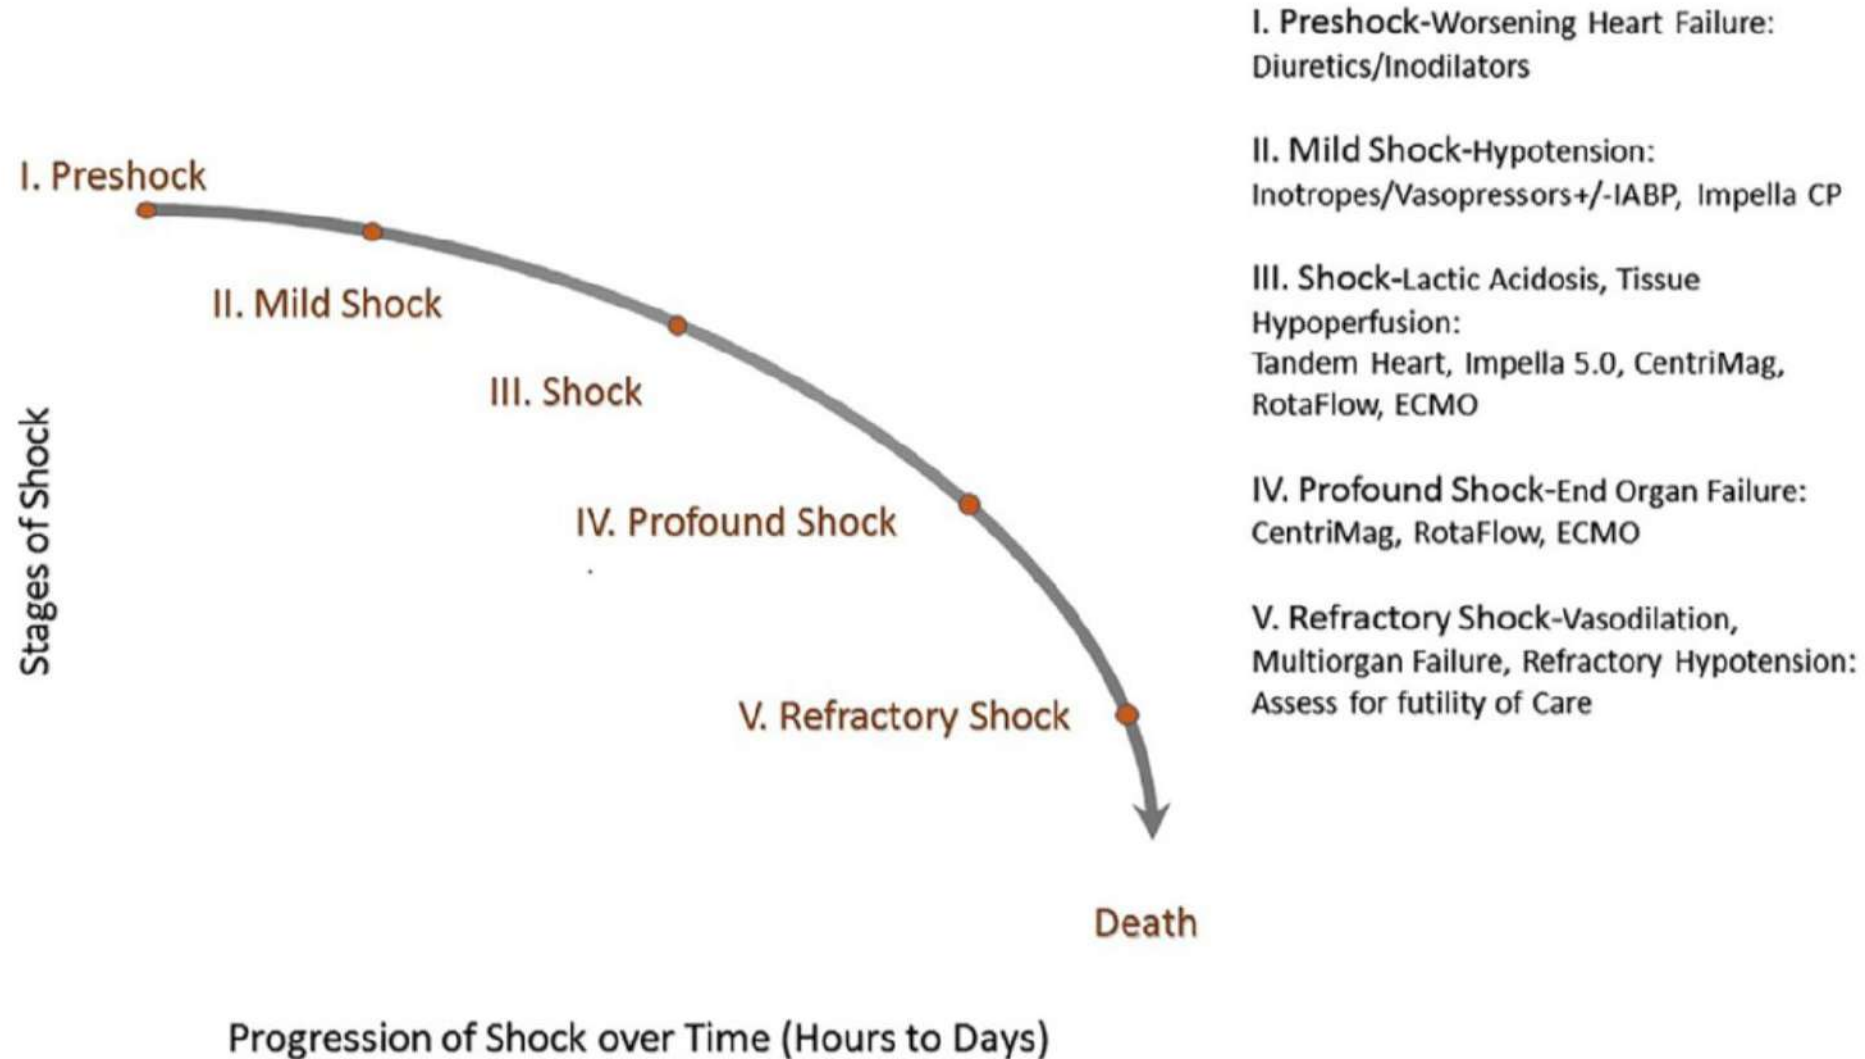 I. Preshock
II. Mild Shock
III. Shock
IV. Profound Shock
V. Refractory Shock
Death
Stages of Shock
Progression of Shock over Time (Hours to Days)
I. Preshock-Worsening Heart Failure:
Diuretics/Inodilators
II. Mild Shock-Hypotension:
Inotropes/Vasopressors+/-IABP, Impella CP
III. Shock-Lactic Acidosis, Tissue
Hypoperfusion:
Tandem Heart, Impella 5.0, CentriMag,
RotaFlow, ECMO
IV. Profound Shock-End Organ Failure:
CentriMag, RotaFlow, ECMO
V. Refractory Shock-Vasodilation,
Multiorgan Failure, Refractory Hypotension:
Assess for futility of Care